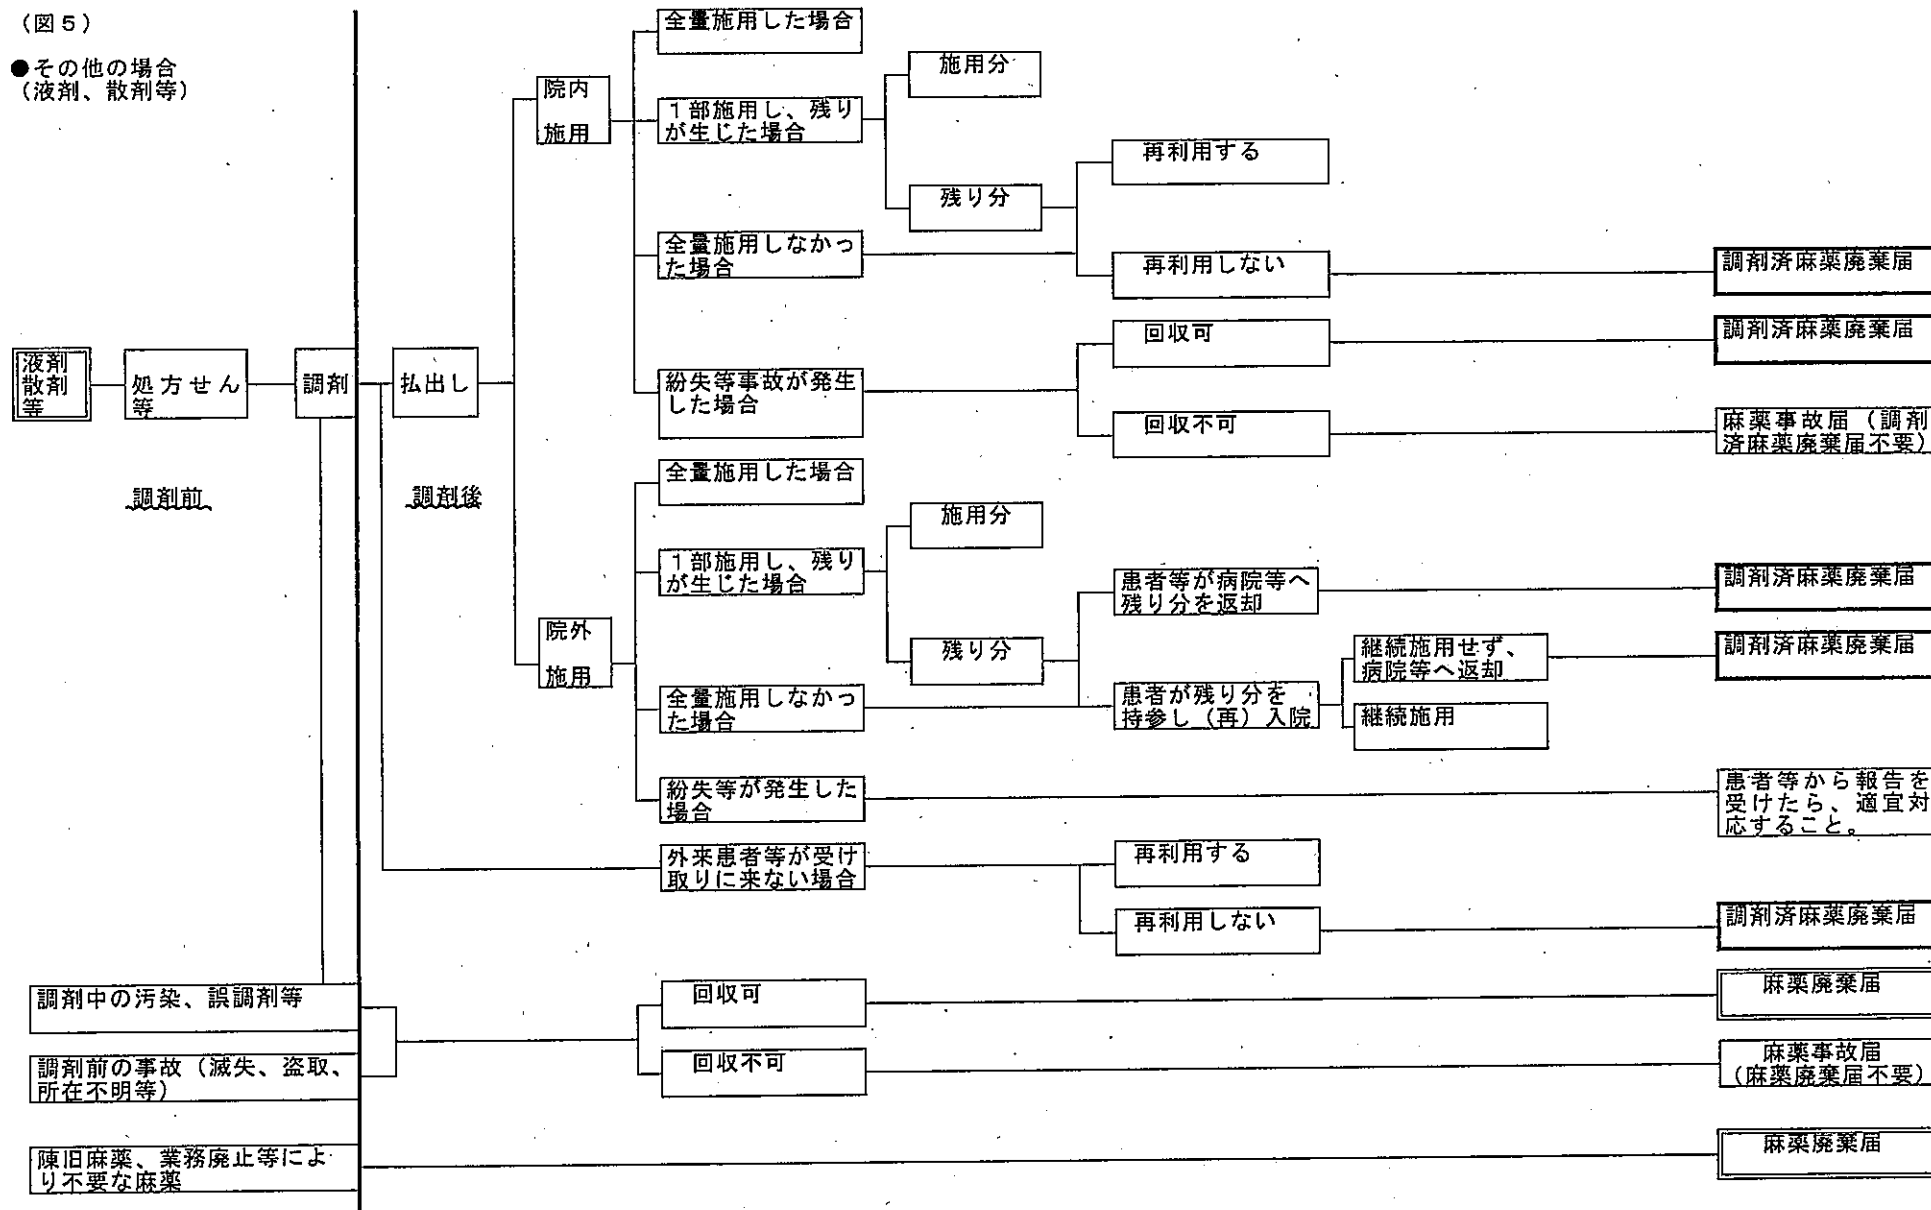 (図5)
●その他の場合
(液剤、散剤等)
液剤
散剤
等
処方せん
等
調剤
払出し
調剤前
調剤後
院内
施用
全量施用した場合
1部施用し、残り
が生じた場合
施用分
残り分
再利用する
全量施用しなかっ
た場合
再利用しない
調剤済麻薬廃棄届
紛失等事故が発生
した場合
回収可
調剤済麻薬廃棄届
回収不可
麻薬事故届(調剤
済麻薬廃棄届不要)
院外
施用
全量施用した場合
1部施用し、残り
が生じた場合
施用分
残り分
患者等が病院等へ
残り分を返却
調剤済麻薬廃棄届
全量施用しなかっ
た場合
患者が残り分を
持参し(再)入院
継続施用せず、
病院等へ返却
調剤済麻薬廃棄届
継続施用
紛失等が発生した
場合
患者等から報告を
受けたら、適宜対
応すること。
外来患者等が受け
取りに来ない場合
再利用する
再利用しない
調剤済麻薬廃棄届
調剤中の汚染、誤調剤等
調剤前の事故(滅失、盗取、
所在不明等)
回収可
麻薬廃棄届
回収不可
麻薬事故届
(麻薬廃棄届不要)
陳旧麻薬、業務廃止等によ
り不要な麻薬
麻薬廃棄届